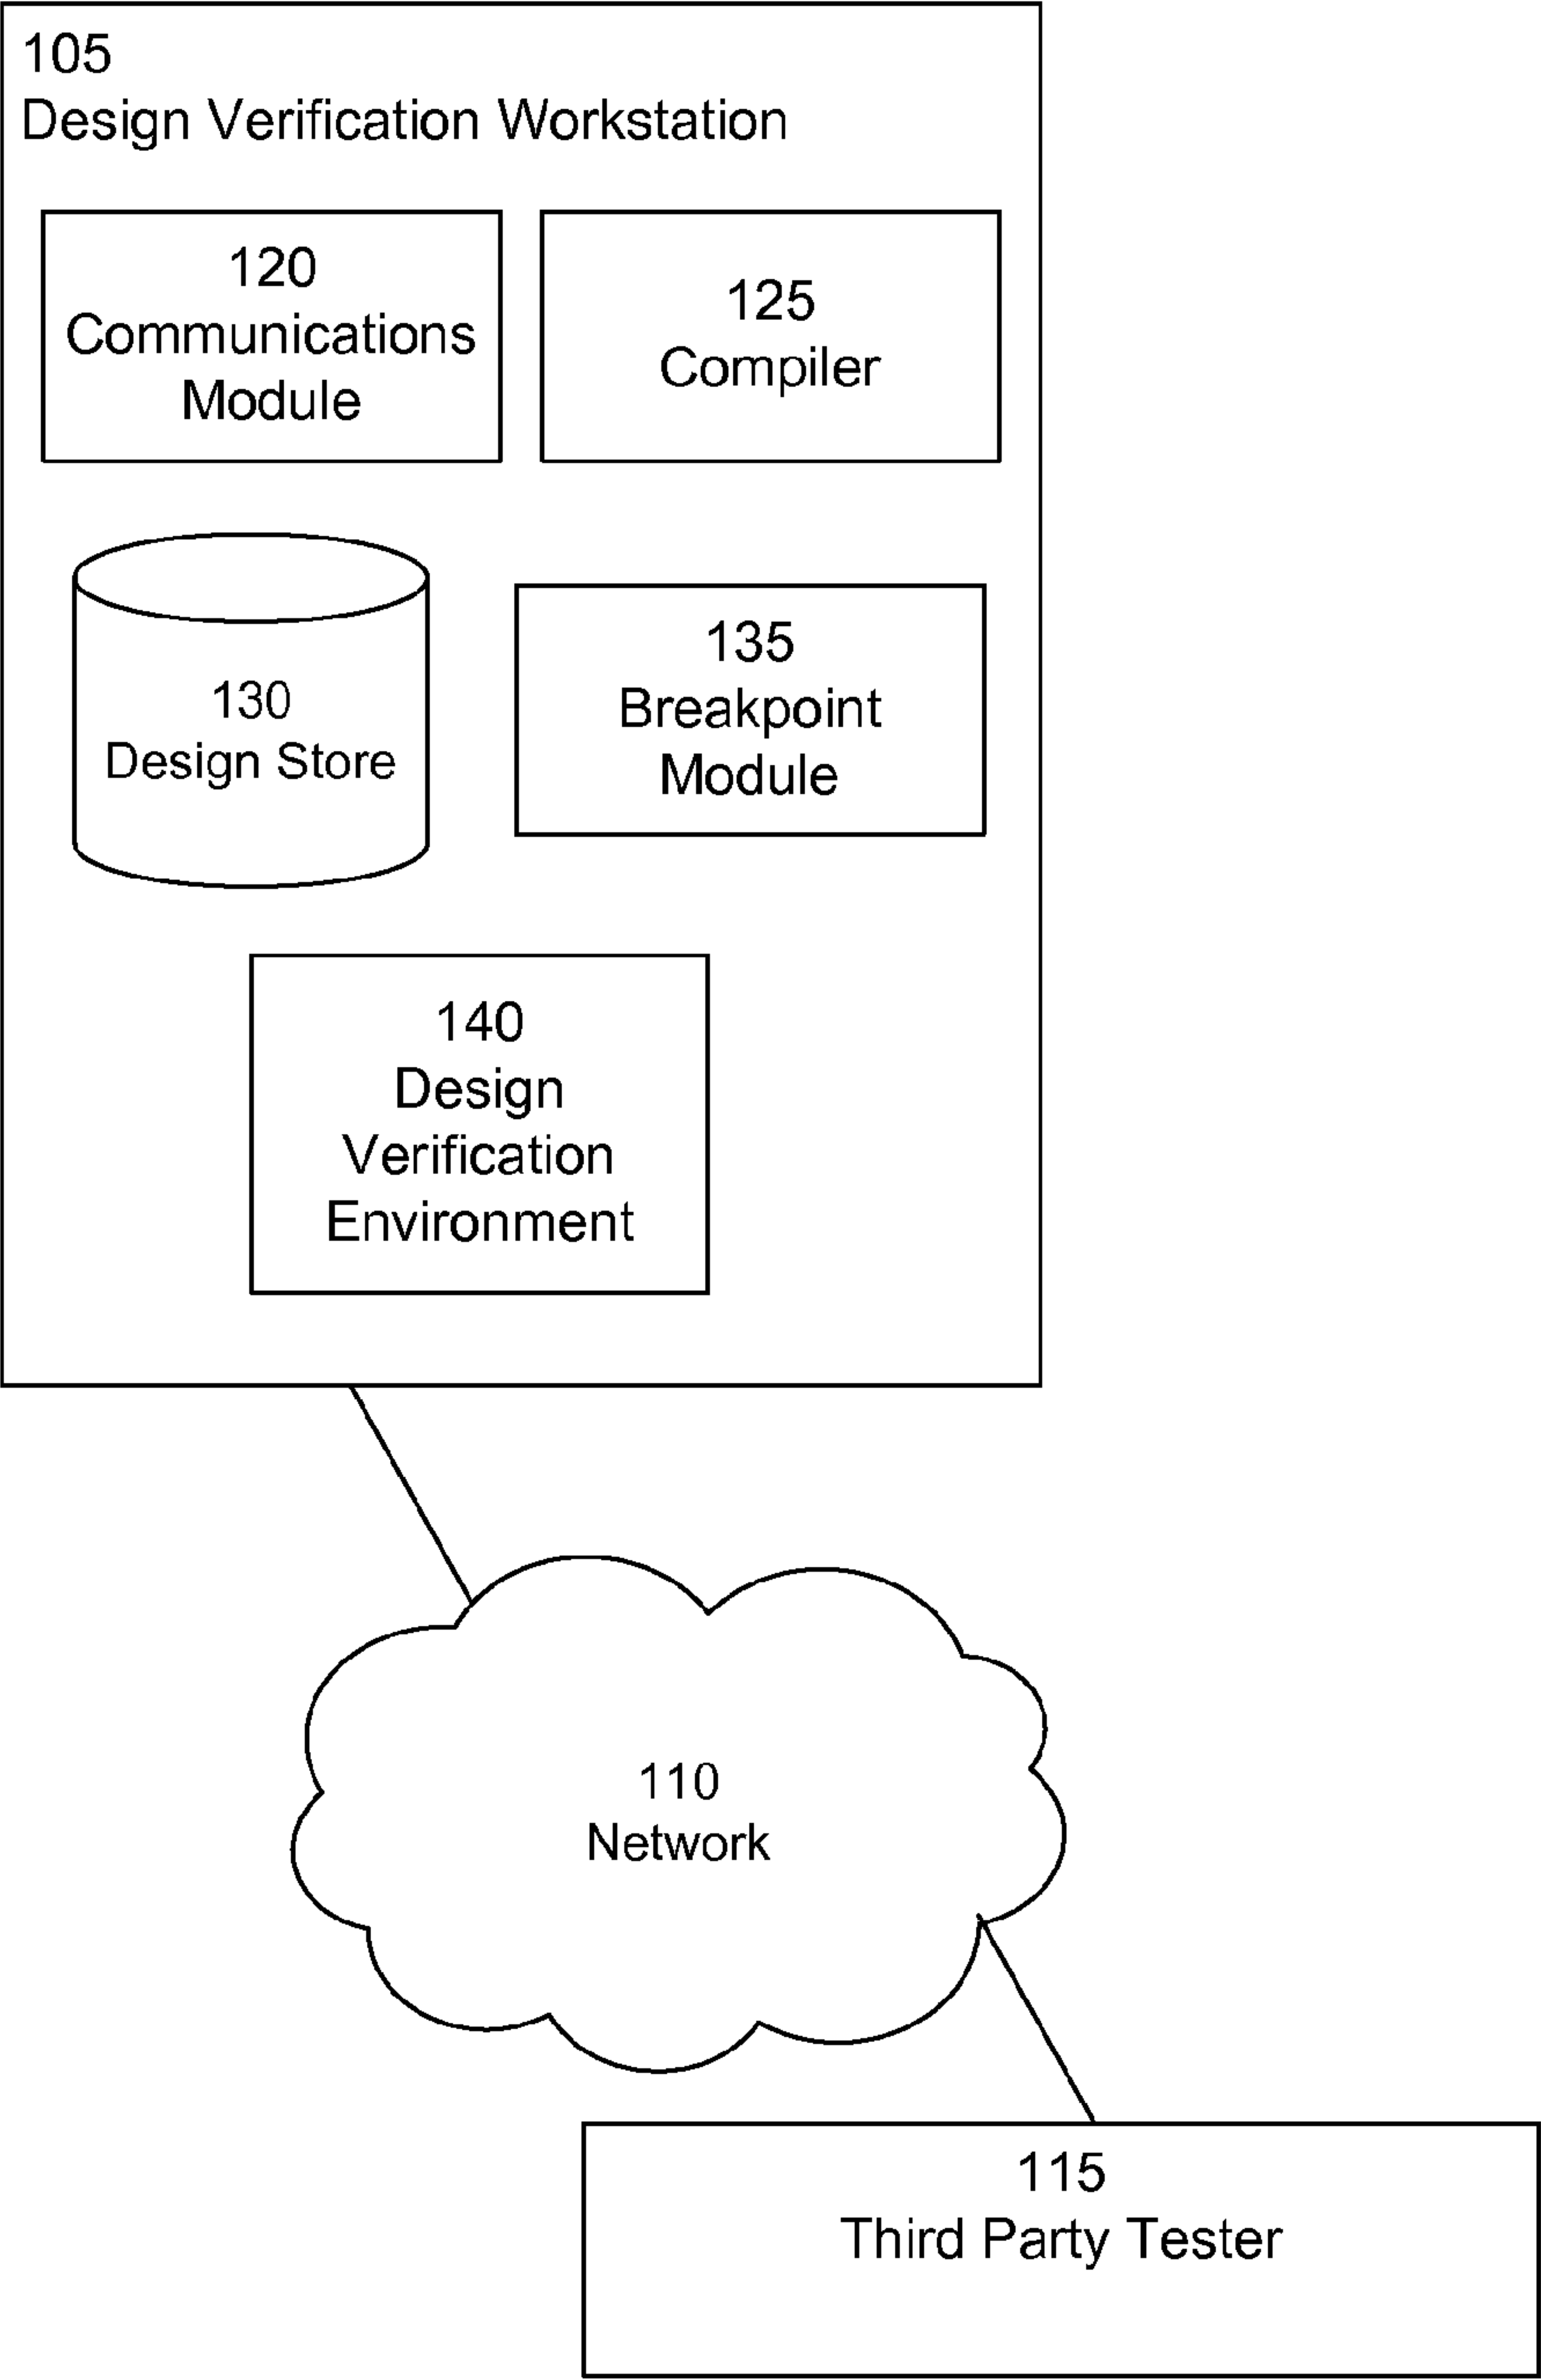 105
Design Verification Workstation
120
Communications
Module
125
Compiler
130
Design Store
135
Breakpoint
Module
140
Design
Verification
Environment
110
Network
115
Third Party Tester